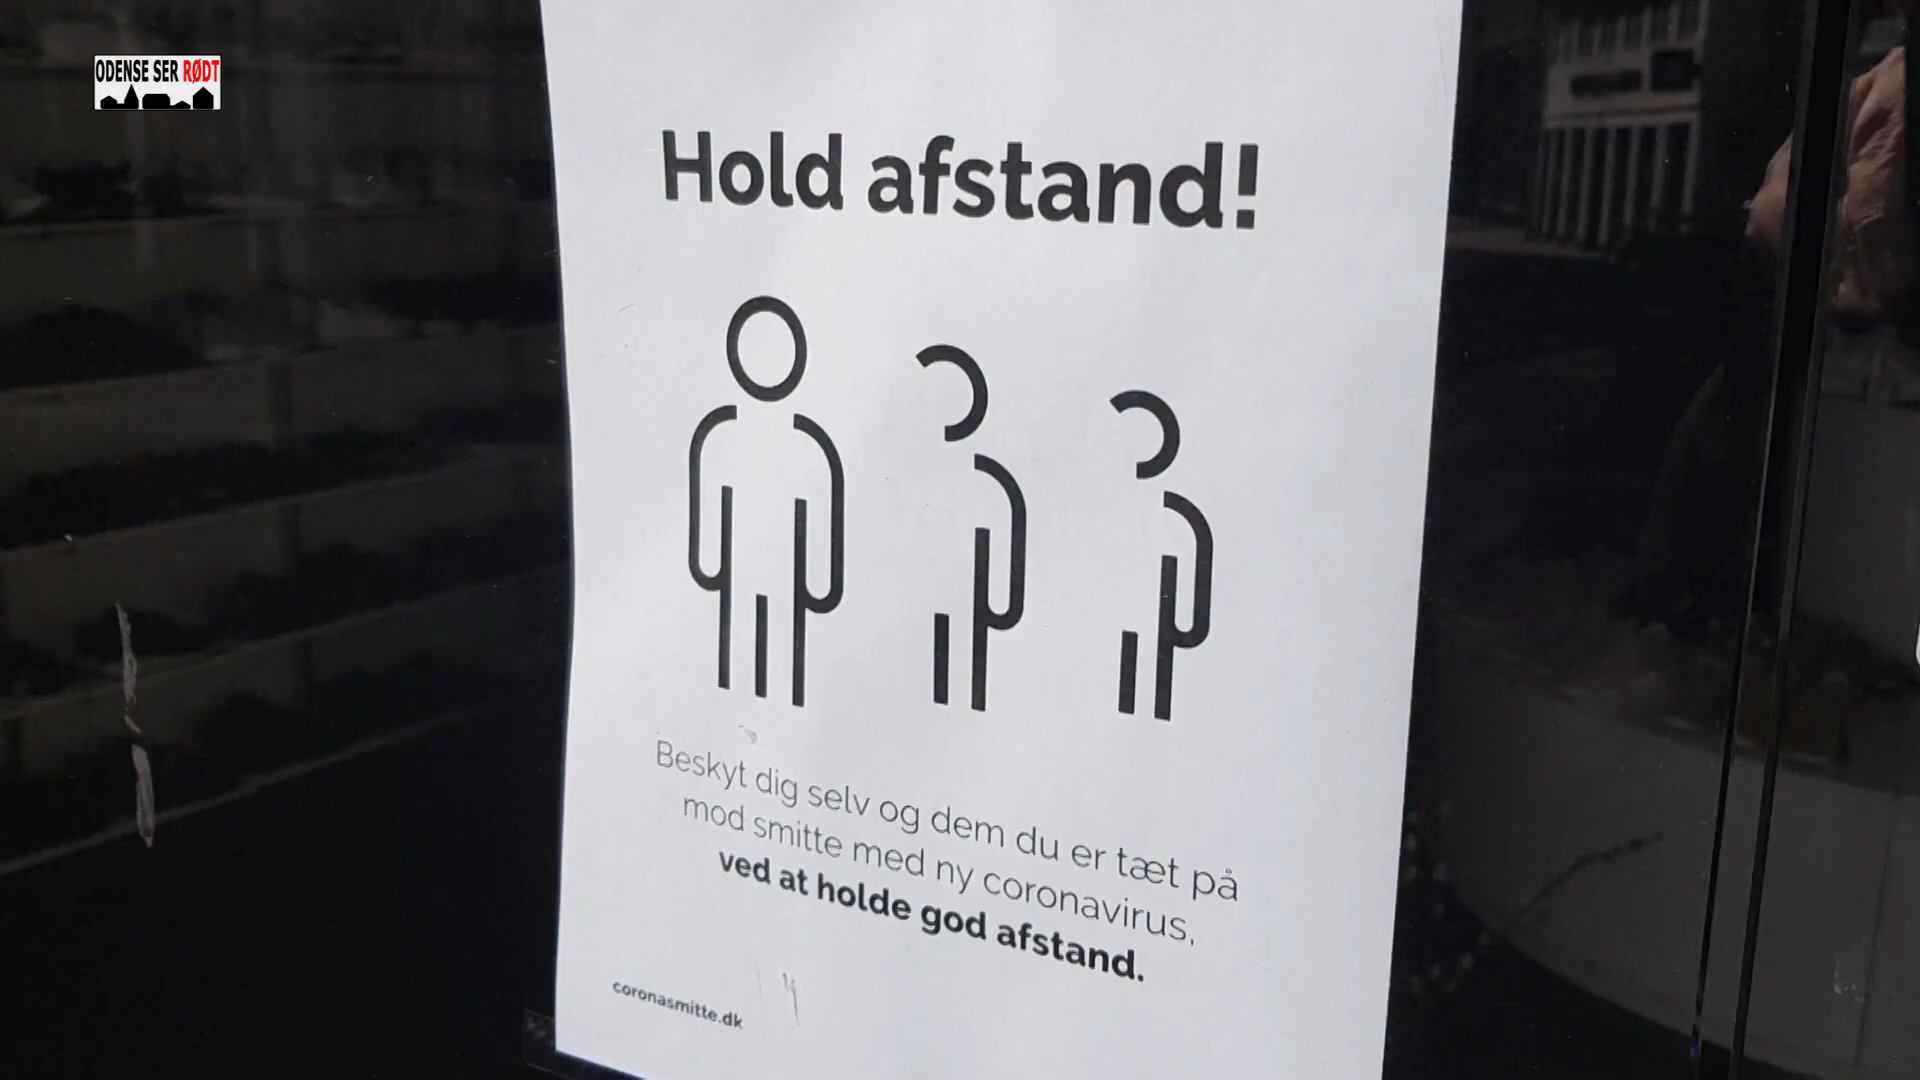 ODENSE SER RØDT
Hold afstand!
Beskyt dig selv og dem du er tæt på
mod smitte med ny coronavirus,
ved at holde god afstand.
coronasmitte.dk